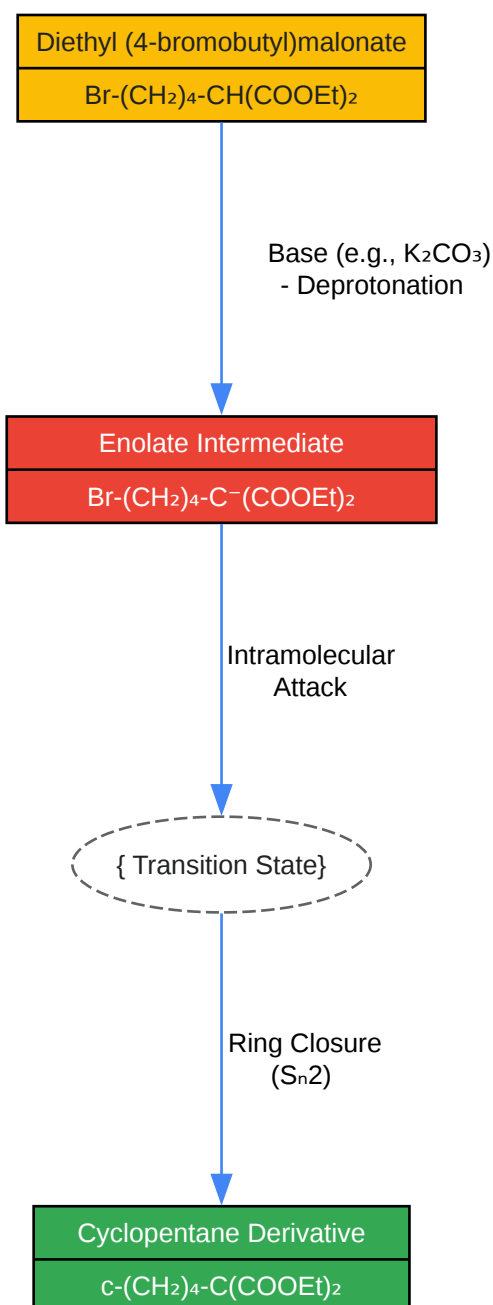 Diethyl (4-bromobutyl)malonate
Br-(CH₂)₄-CH(COOEt)₂
Base (e.g., K₂CO₃)
- Deprotonation
Enolate Intermediate
Br-(CH₂)₄-C⁻(COOEt)₂
Intramolecular
Attack
{ Transition State}
Ring Closure
(Sₙ2)
Cyclopentane Derivative
c-(CH₂)₄-C(COOEt)₂